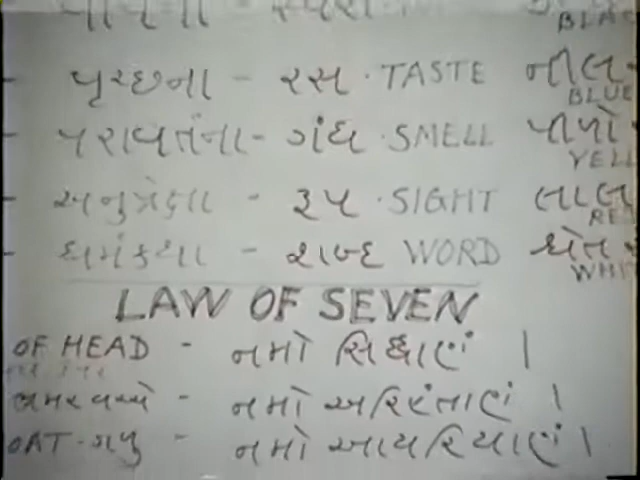 પૃચ્છના - રસ · TASTE નીલ
BLUE
પરાવર્તના - ગંધ · SMELL પીળો
YELL
અનુપ્રેક્ષા - રૂપ · SIGHT લાલ
RE
ધર્મકથા - શબ્દ WORD શ્વેત
WHI
LAW OF SEVEN
OF HEAD - નમો સિદ્ધાણં |
નમો અરિહંતાણં |
OAT - ગળુ - નમો આયરિયાણં |